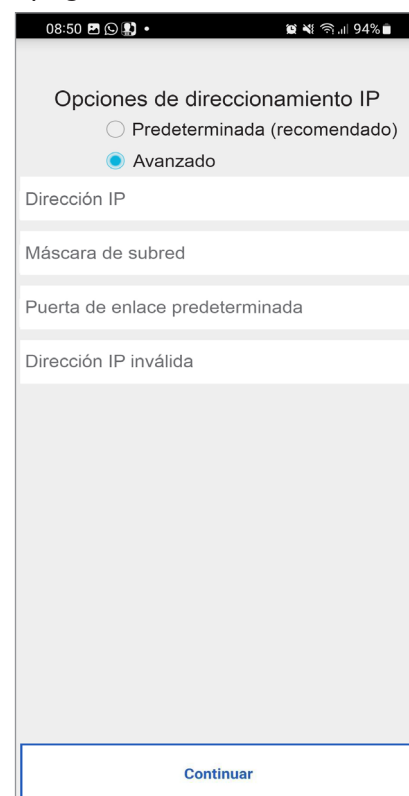 08:50 94%
Opciones de direccionamiento IP
Predeterminada (recomendado)
Avanzado
Dirección IP
Máscara de subred
Puerta de enlace predeterminada
Dirección IP inválida
Continuar